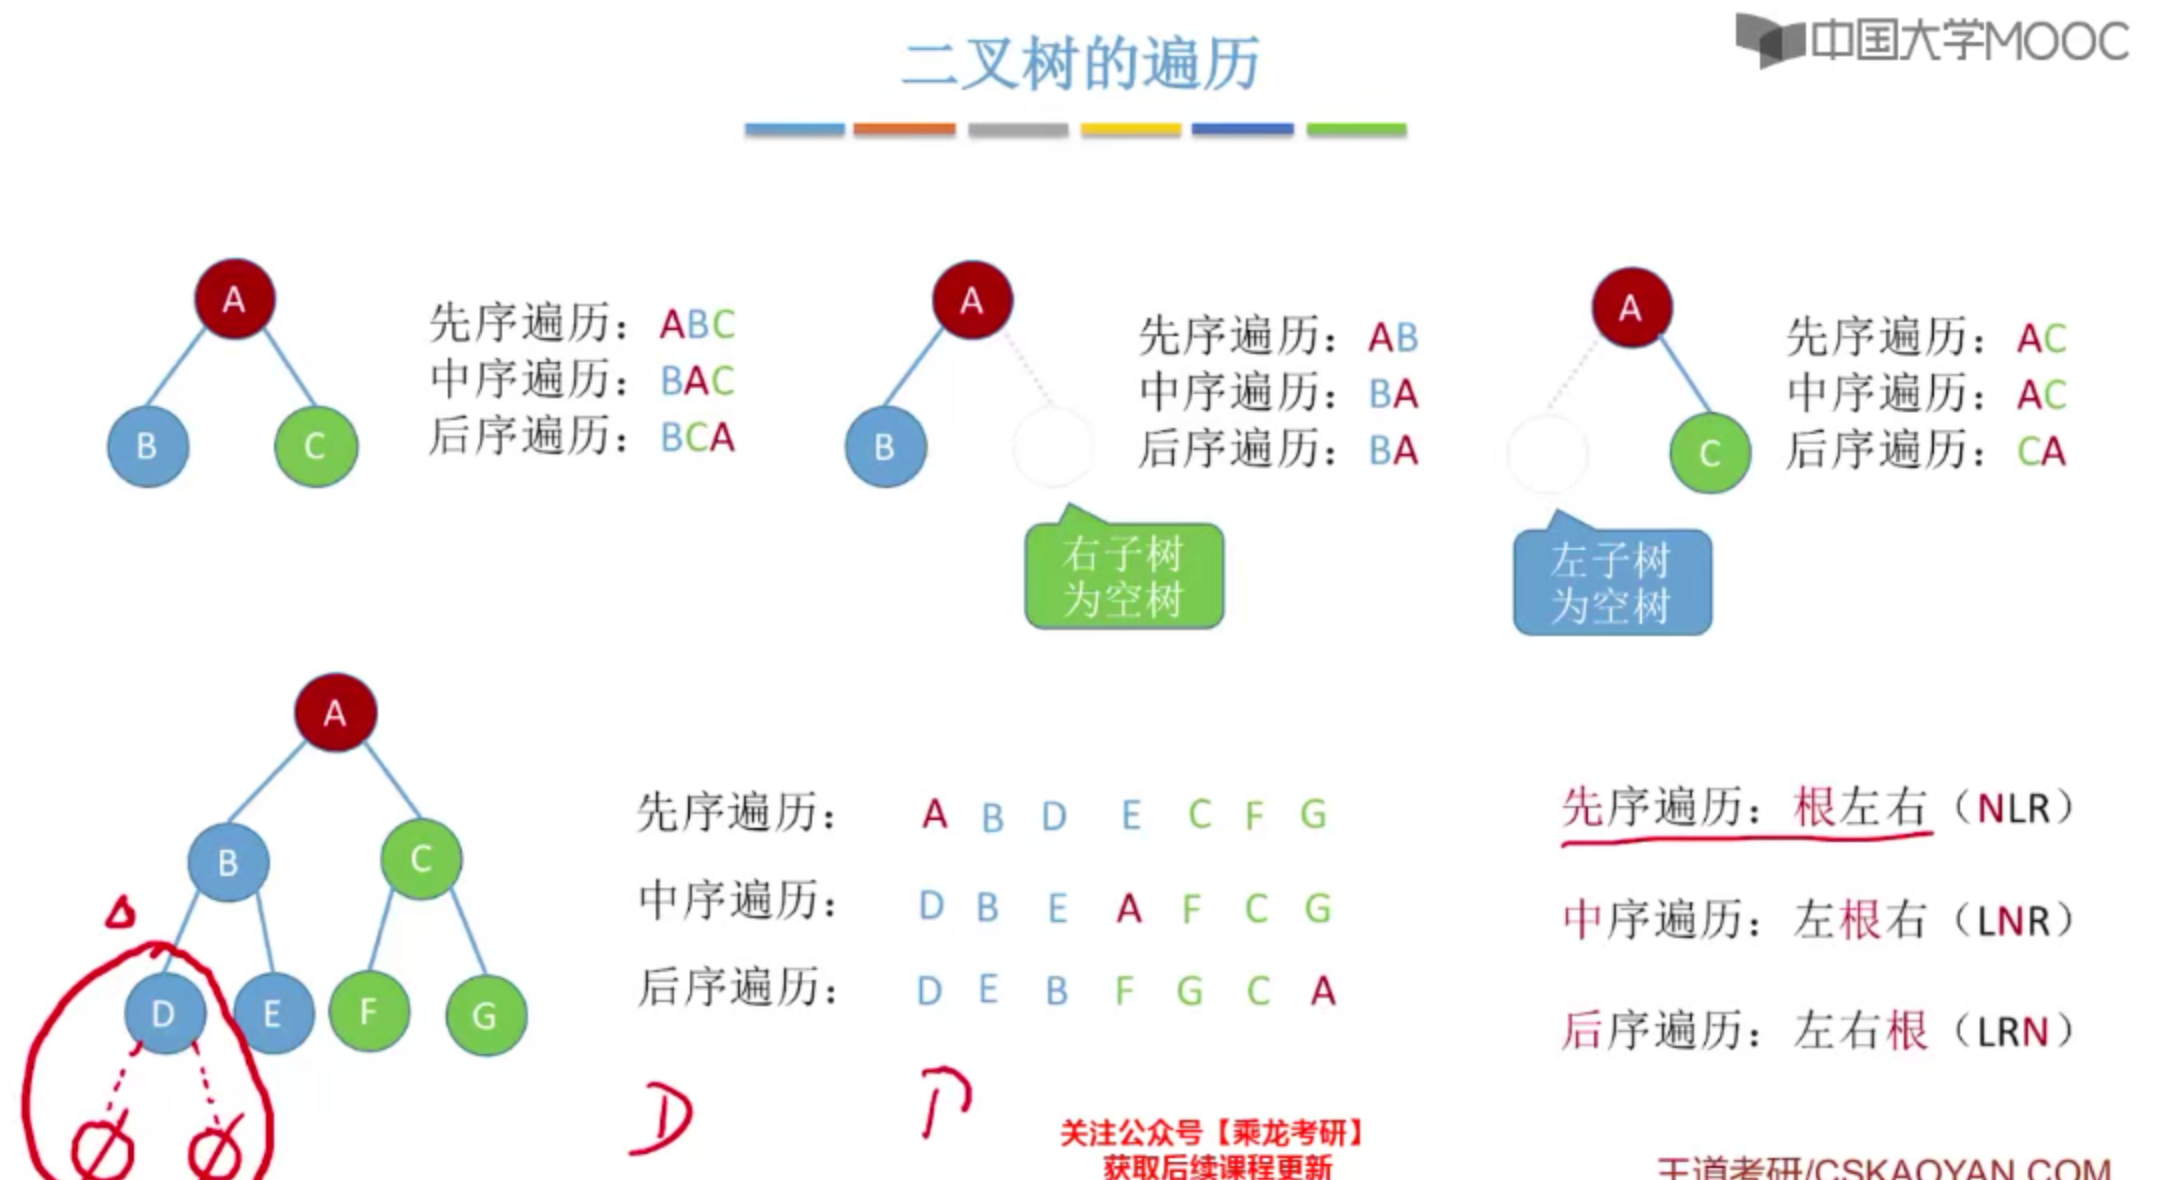 二叉树的遍历
中国大学MOOC
A
B
C
先序遍历：ABC
中序遍历：BAC
后序遍历：BCA
A
B
先序遍历：AB
中序遍历：BA
后序遍历：BA
右子树
为空树
A
C
先序遍历：AC
中序遍历：AC
后序遍历：CA
左子树
为空树
A
B
C
D
E
F
G
先序遍历： A B D E C F G
中序遍历： D B E A F C G
后序遍历： D E B F G C A
先序遍历：根左右（NLR）
中序遍历：左根右（LNR）
后序遍历：左右根（LRN）
D
关注公众号【乘龙考研】
获取后续课程更新
王道考研/CSKAOYAN.COM